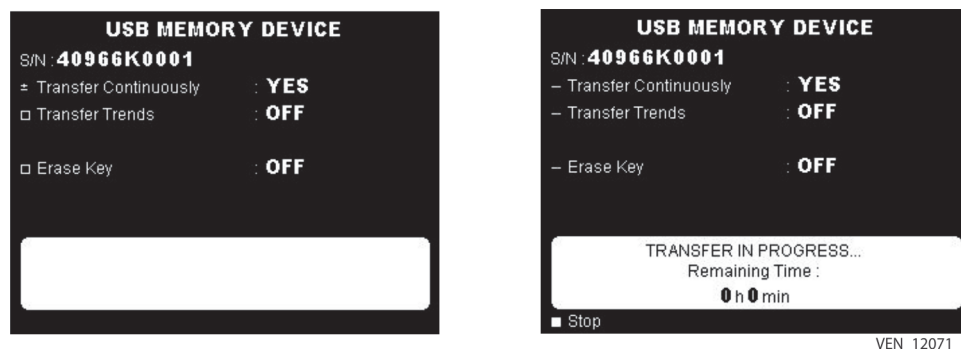 USB MEMORY DEVICE
S/N : 40966K0001
± Transfer Continuously : YES
Transfer Trends : OFF
Erase Key : OFF
USB MEMORY DEVICE
S/N : 40966K0001
– Transfer Continuously : YES
– Transfer Trends : OFF
– Erase Key : OFF
TRANSFER IN PROGRESS...
Remaining Time :
0 h 0 min
Stop
VEN 12071